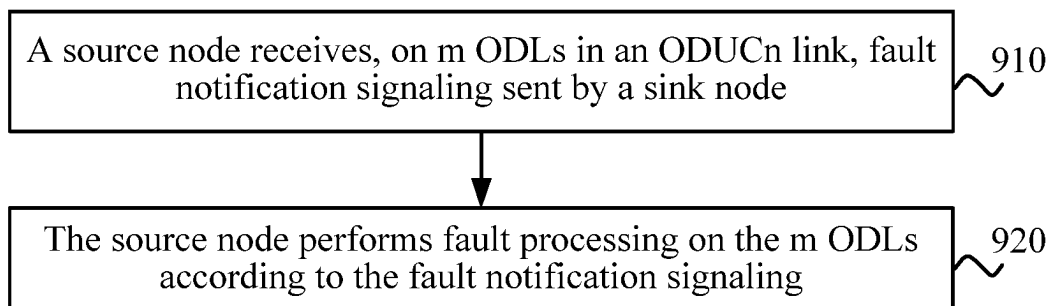 A source node receives, on m ODLs in an ODUCn link, fault
notification signaling sent by a sink node
910
The source node performs fault processing on the m ODLs
according to the fault notification signaling
920